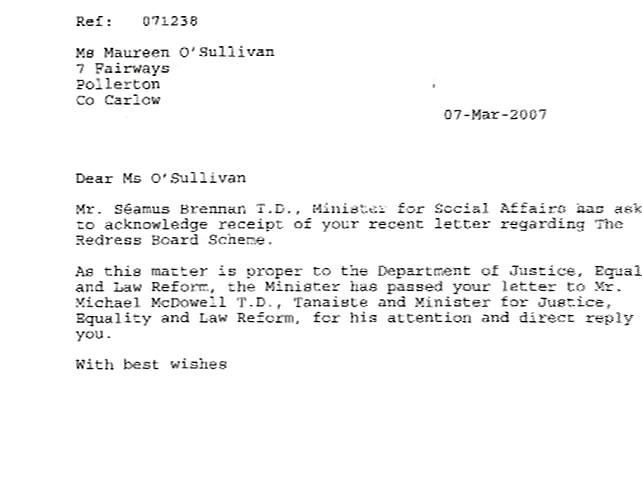 Ref: 071238
Ms Maureen O'Sullivan
7 Fairways
Pollerton
Co Carlow
07-Mar-2007
Dear Ms O'Sullivan
Mr. Séamus Brennan T.D., Minister for Social Affairs has ask
to acknowledge receipt of your recent letter regarding The
Redress Board Scheme.
As this matter is proper to the Department of Justice, Equal
and Law Reform, the Minister has passed your letter to Mr.
Michael McDowell T.D., Tanaiste and Minister for Justice,
Equality and Law Reform, for his attention and direct reply
you.
With best wishes